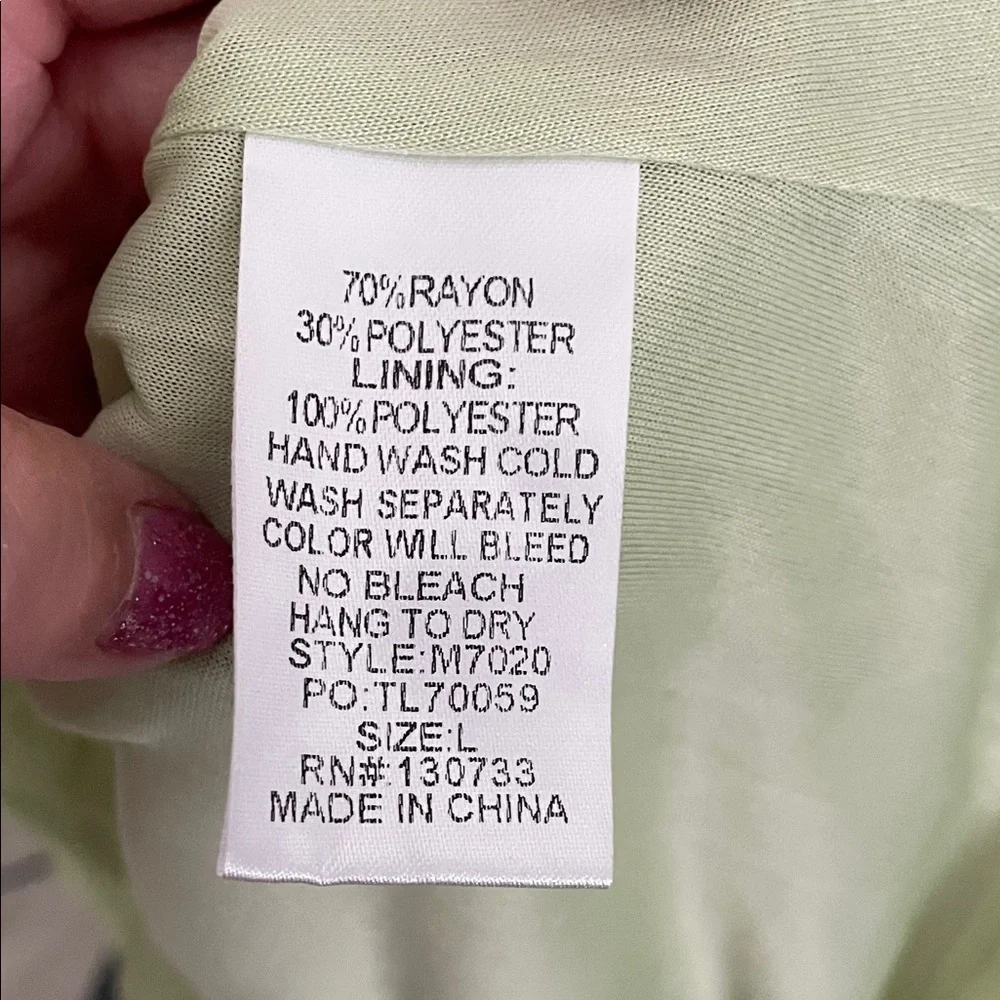 70%RAYON
30%POLYESTER
LINING:
100%POLYESTER
HAND WASH COLD
WASH SEPARATELY
COLOR WILL BLEED
NO BLEACH
HANG TO DRY
STYLE:M7020
PO:TL70059
SIZE:L
RN#:130733
MADE IN CHINA